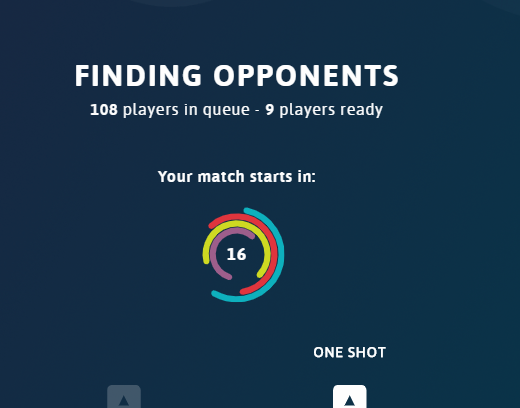 FINDING OPPONENTS
108 players in queue - 9 players ready
Your match starts in:
16
ONE SHOT